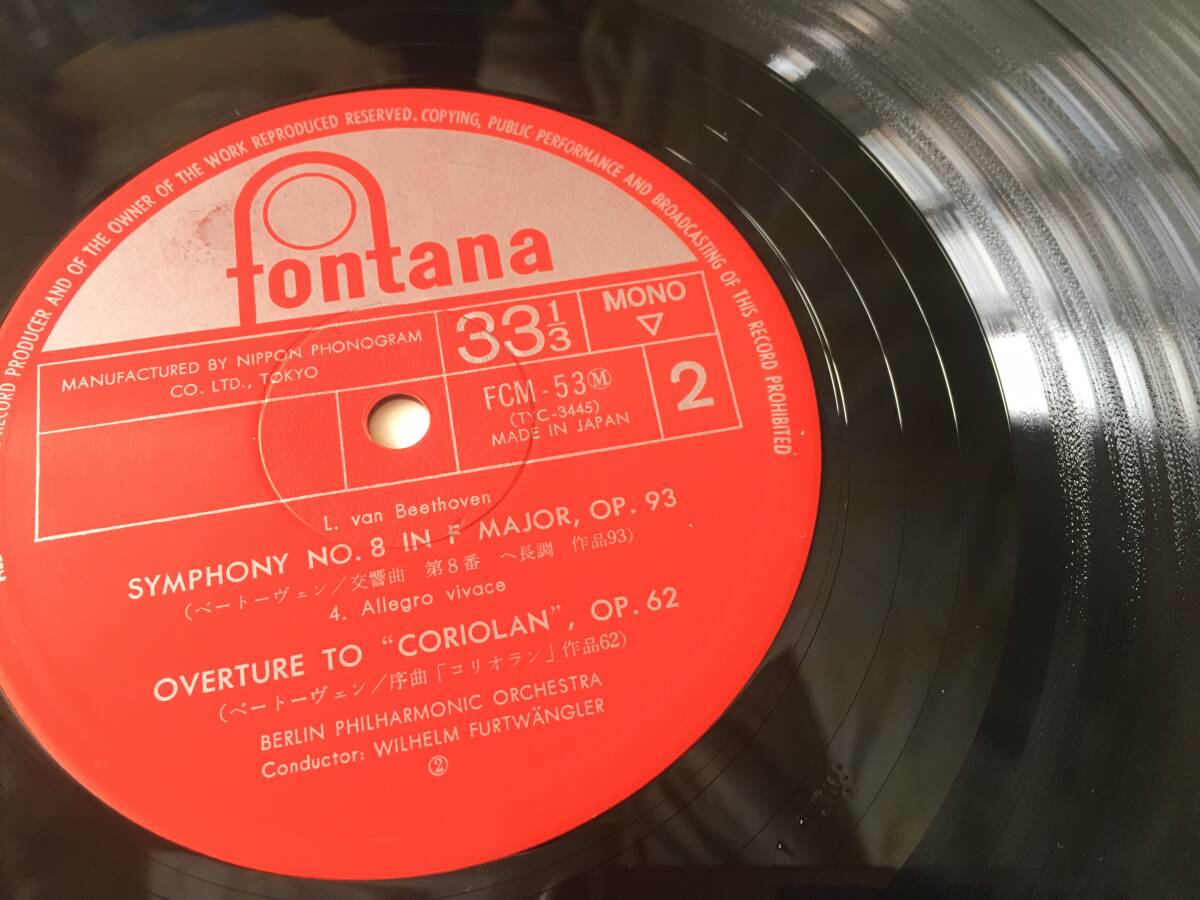 RECORD PRODUCER AND OF THE OWNER OF THE WORK REPRODUCED RESERVED. COPYING, PUBLIC PERFORMANCE AND BROADCASTING OF THIS RECORD PROHIBITED
fontana
MANUFACTURED BY NIPPON PHONOGRAM
CO. LTD., TOKYO
33⅓
MONO
▽
FCM-53Ⓜ
(TYC-3445)
MADE IN JAPAN
2
L. van Beethoven
SYMPHONY NO. 8 IN F MAJOR, OP. 93
(ベートーヴェン/交響曲 第8番 ヘ長調 作品93)
4. Allegro vivace
OVERTURE TO “CORIOLAN”, OP. 62
(ベートーヴェン/序曲「コリオラン」作品62)
BERLIN PHILHARMONIC ORCHESTRA
Conductor: WILHELM FURTWÄNGLER
②